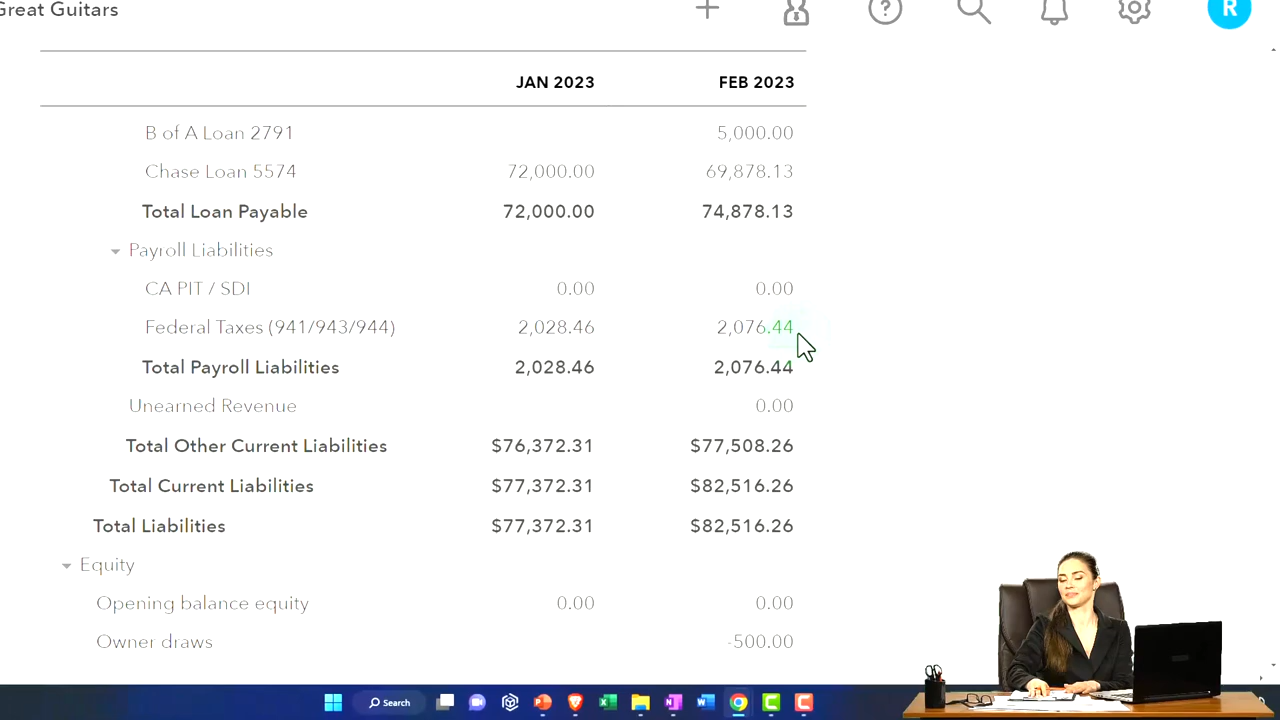 Great Guitars
R
JAN 2023 FEB 2023
B of A Loan 2791 5,000.00
Chase Loan 5574 72,000.00 69,878.13
Total Loan Payable 72,000.00 74,878.13
Payroll Liabilities
CA PIT / SDI 0.00 0.00
Federal Taxes (941/943/944) 2,028.46 2,076.44
Total Payroll Liabilities 2,028.46 2,076.44
Unearned Revenue 0.00
Total Other Current Liabilities $76,372.31 $77,508.26
Total Current Liabilities $77,372.31 $82,516.26
Total Liabilities $77,372.31 $82,516.26
Equity
Opening balance equity 0.00 0.00
Owner draws -500.00
Search